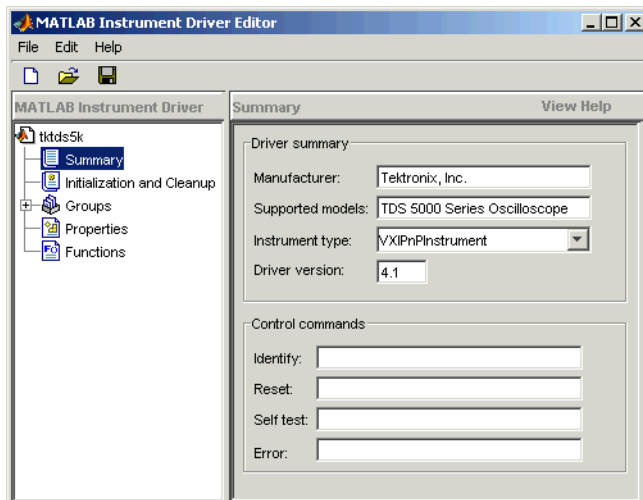 MATLAB Instrument Driver Editor
File Edit Help
MATLAB Instrument Driver
Summary View Help
tktds5k
Summary
Initialization and Cleanup
Groups
Properties
Functions
Driver summary
Manufacturer: Tektronix, Inc.
Supported models: TDS 5000 Series Oscilloscope
Instrument type: VXIPnPInstrument
Driver version: 4.1
Control commands
Identify:
Reset:
Self test:
Error: